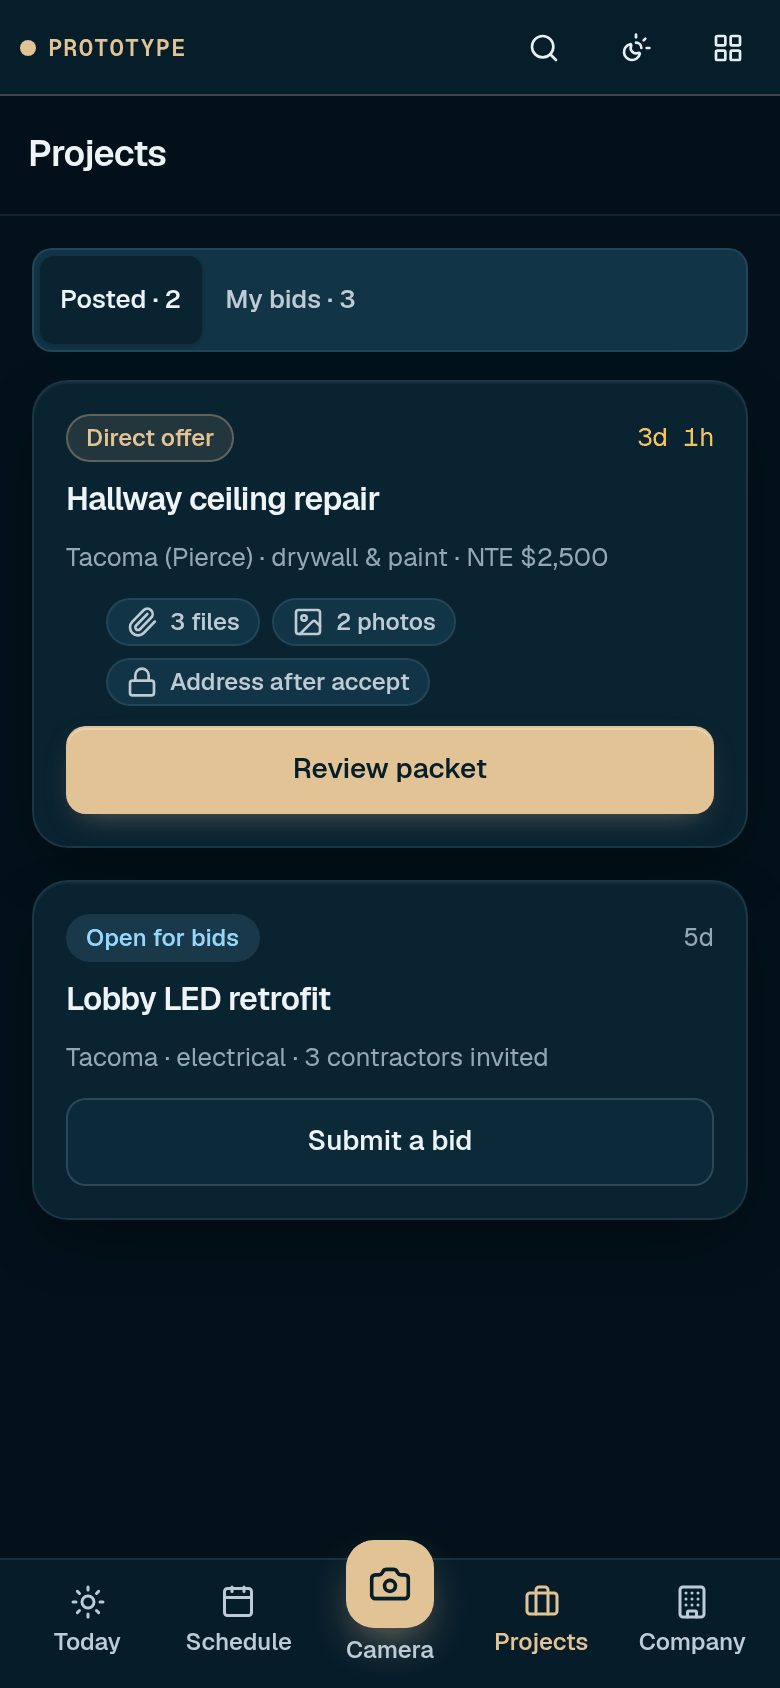 PROTOTYPE
Projects
Posted · 2
My bids · 3
Direct offer
3d 1h
Hallway ceiling repair
Tacoma (Pierce) · drywall & paint · NTE $2,500
3 files
2 photos
Address after accept
Review packet
Open for bids
5d
Lobby LED retrofit
Tacoma · electrical · 3 contractors invited
Submit a bid
Today
Schedule
Camera
Projects
Company